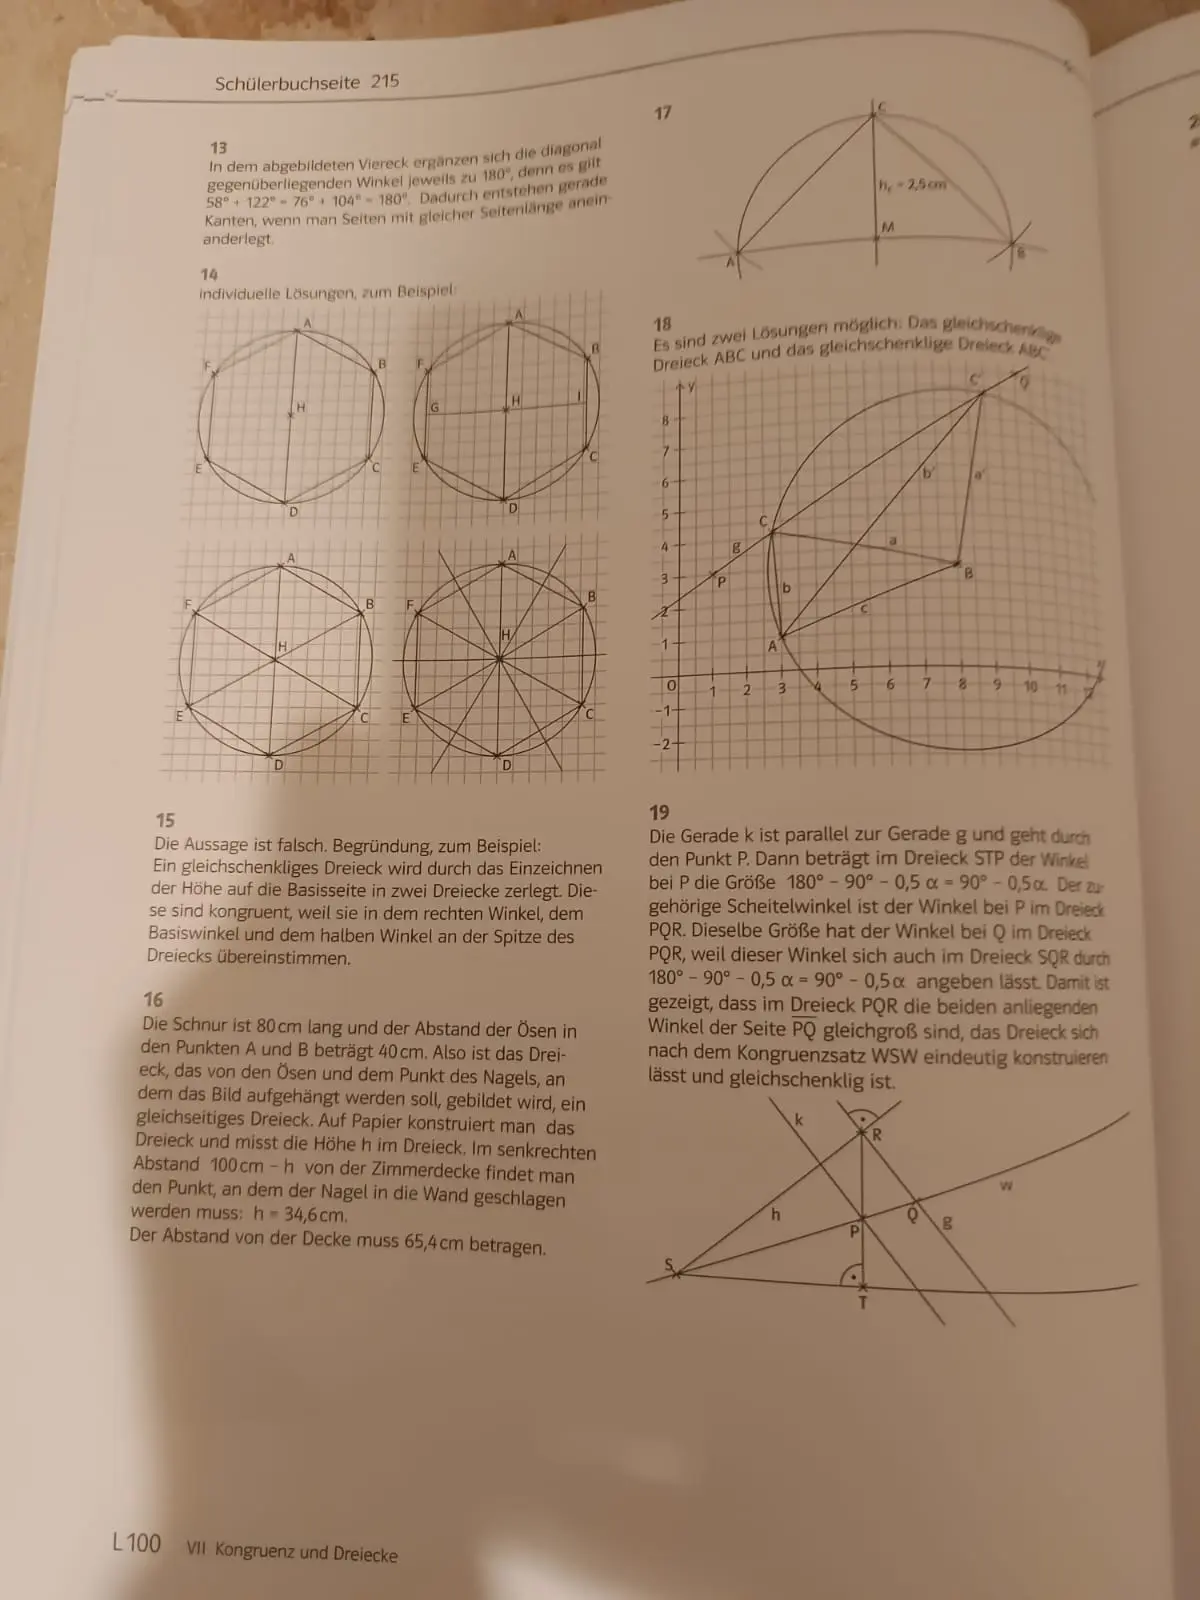 Schülerbuchseite 215
13
In dem abgebildeten Viereck ergänzen sich die diagonal
gegenüberliegenden Winkel jeweils zu 180°, denn es gilt
58° + 122° = 76° + 104° = 180°. Dadurch entstehen gerade
Kanten, wenn man Seiten mit gleicher Seitenlänge anein-
anderlegt.
14
individuelle Lösungen, zum Beispiel:
A
F
B
H
E
C
D
A
F
B
G
H
I
E
C
D
A
F
B
H
E
C
D
A
F
B
H
E
C
D
15
Die Aussage ist falsch. Begründung, zum Beispiel:
Ein gleichschenkliges Dreieck wird durch das Einzeichnen
der Höhe auf die Basisseite in zwei Dreiecke zerlegt. Die-
se sind kongruent, weil sie in dem rechten Winkel, dem
Basiswinkel und dem halben Winkel an der Spitze des
Dreiecks übereinstimmen.
16
Die Schnur ist 80 cm lang und der Abstand der Ösen in
den Punkten A und B beträgt 40 cm. Also ist das Drei-
eck, das von den Ösen und dem Punkt des Nagels, an
dem das Bild aufgehängt werden soll, gebildet wird, ein
gleichseitiges Dreieck. Auf Papier konstruiert man das
Dreieck und misst die Höhe h im Dreieck. Im senkrechten
Abstand 100 cm − h von der Zimmerdecke findet man
den Punkt, an dem der Nagel in die Wand geschlagen
werden muss: h = 34,6 cm.
Der Abstand von der Decke muss 65,4 cm betragen.
17
C
h꜀ = 2,5 cm
M
A
B
18
Es sind zwei Lösungen möglich: Das gleichschenklige
Dreieck ABC und das gleichschenklige Dreieck ABC'
y
C'
Q
8
7
b'
a'
6
5
C
4
g
a
3
P
B
b
2
c
1
A
0
1 2 3 4 5 6 7 8 9 10 11 12
−1
−2
19
Die Gerade k ist parallel zur Gerade g und geht durch
den Punkt P. Dann beträgt im Dreieck STP der Winkel
bei P die Größe 180° − 90° − 0,5 α = 90° − 0,5 α. Der zu-
gehörige Scheitelwinkel ist der Winkel bei P im Dreieck
PQR. Dieselbe Größe hat der Winkel bei Q im Dreieck
PQR, weil dieser Winkel sich auch im Dreieck SQR durch
180° − 90° − 0,5 α = 90° − 0,5 α angeben lässt. Damit ist
gezeigt, dass im Dreieck PQR die beiden anliegenden
Winkel der Seite P̅Q̅ gleichgroß sind, das Dreieck sich
nach dem Kongruenzsatz WSW eindeutig konstruieren
lässt und gleichschenklig ist.
k
R
w
h
Q
g
P
S
T
L 100 VII Kongruenz und Dreiecke